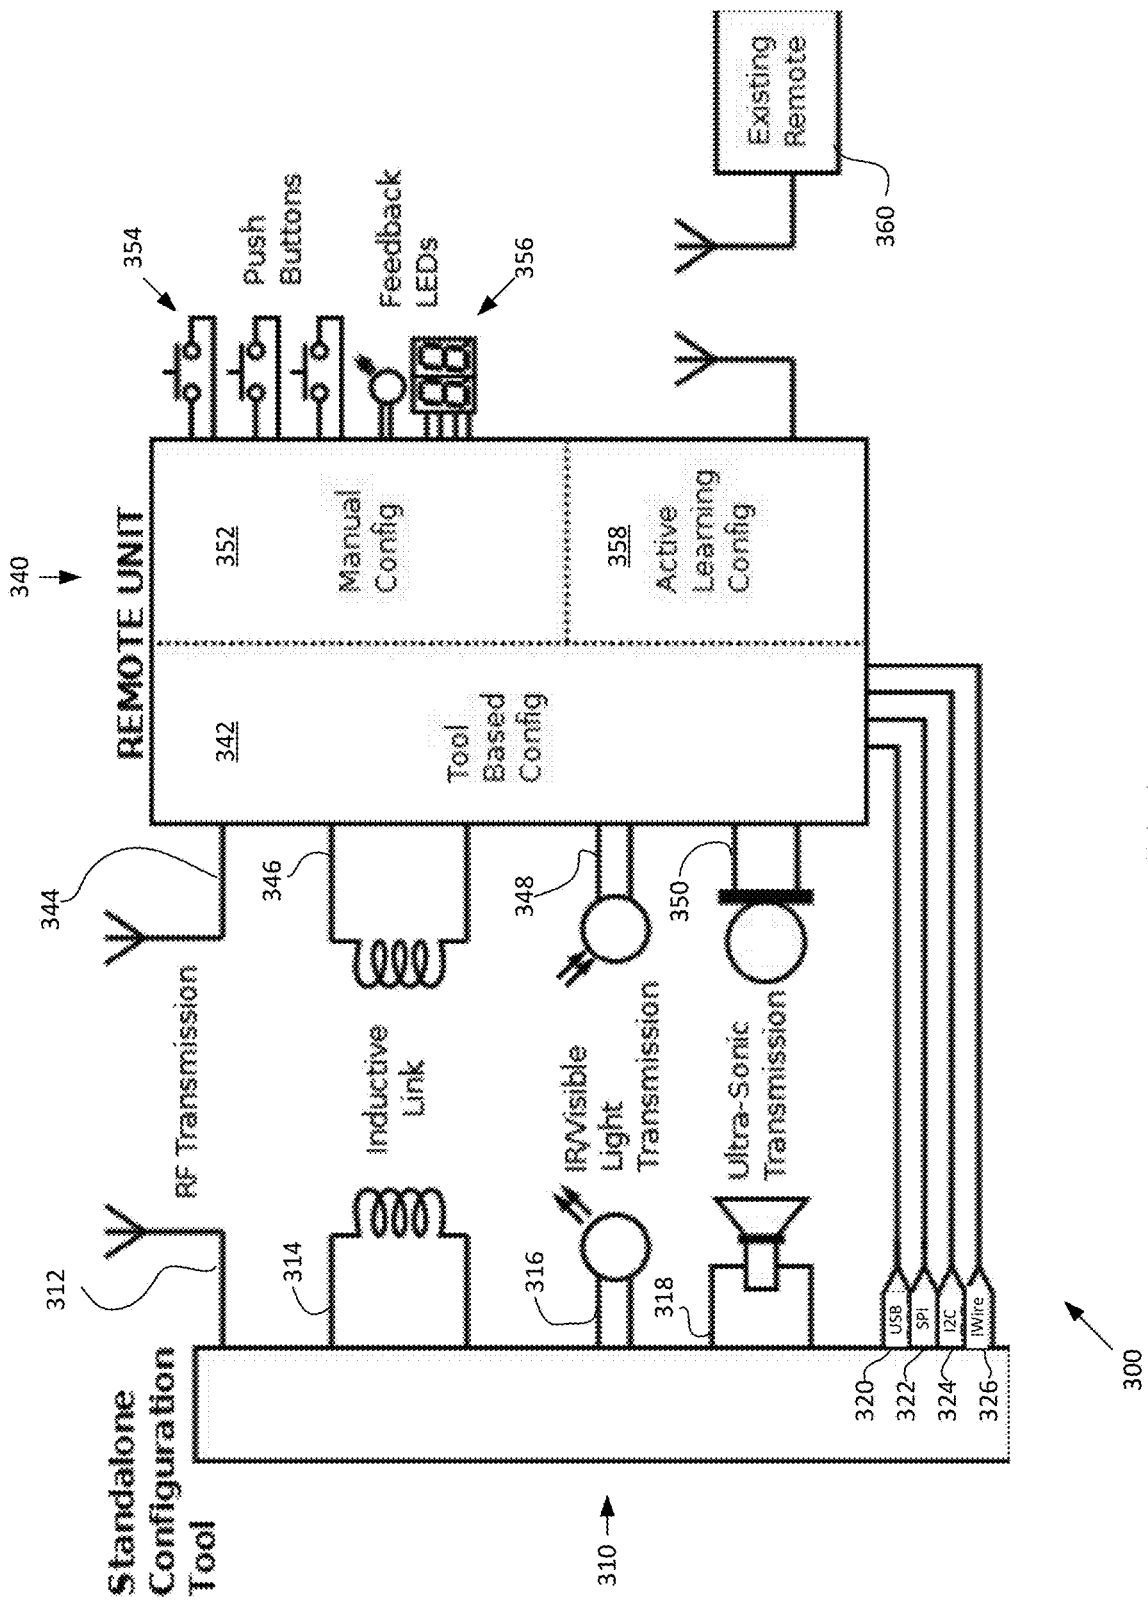 Standalone
Configuration
Tool
310
312
314
316
318
320
322
324
326
USB
SPI
I2C
iWire
300
RF Transmission
Inductive
Link
IR/Visible
Light
Transmission
Ultra-Sonic
Transmission
344
346
348
350
340
REMOTE UNIT
342
Tool
Based
Config
352
Manual
Config
358
Active
Learning
Config
354
Push
Buttons
Feedback
LEDs
88
356
Existing
Remote
360